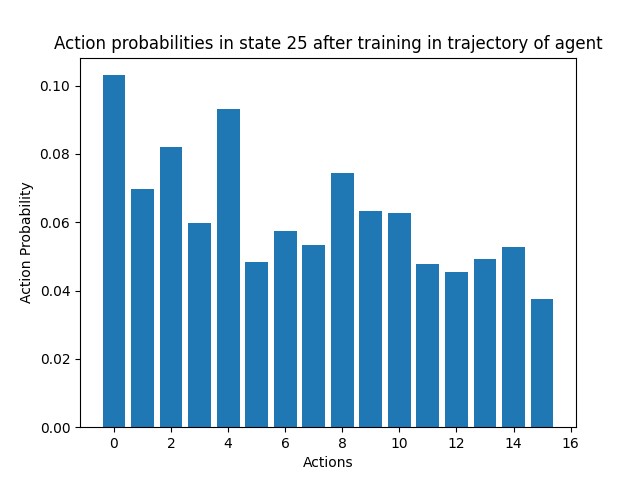 Action probabilities in state 25 after training in trajectory of agent
0.10
0.08
0.06
0.04
0.02
0.00
Action Probability
0 2 4 6 8 10 12 14 16
Actions